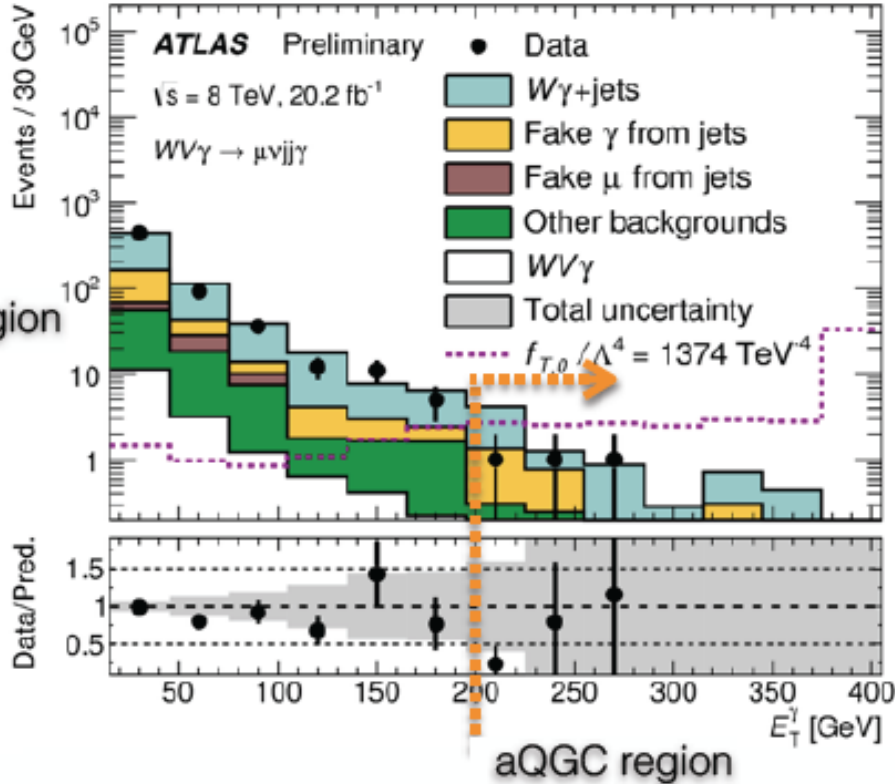 ATLAS Preliminary
√s = 8 TeV, 20.2 fb⁻¹
WVγ → μνjjγ
Data
Wγ+jets
Fake γ from jets
Fake μ from jets
Other backgrounds
WVγ
Total uncertainty
f_T,0 /Λ⁴ = 1374 TeV⁻⁴
Events / 30 GeV
10⁵
10⁴
10³
10²
10
1
gion
Data/Pred.
1.5
1
0.5
50 100 150 200 250 300 350 400
E_T^γ [GeV]
aQGC region